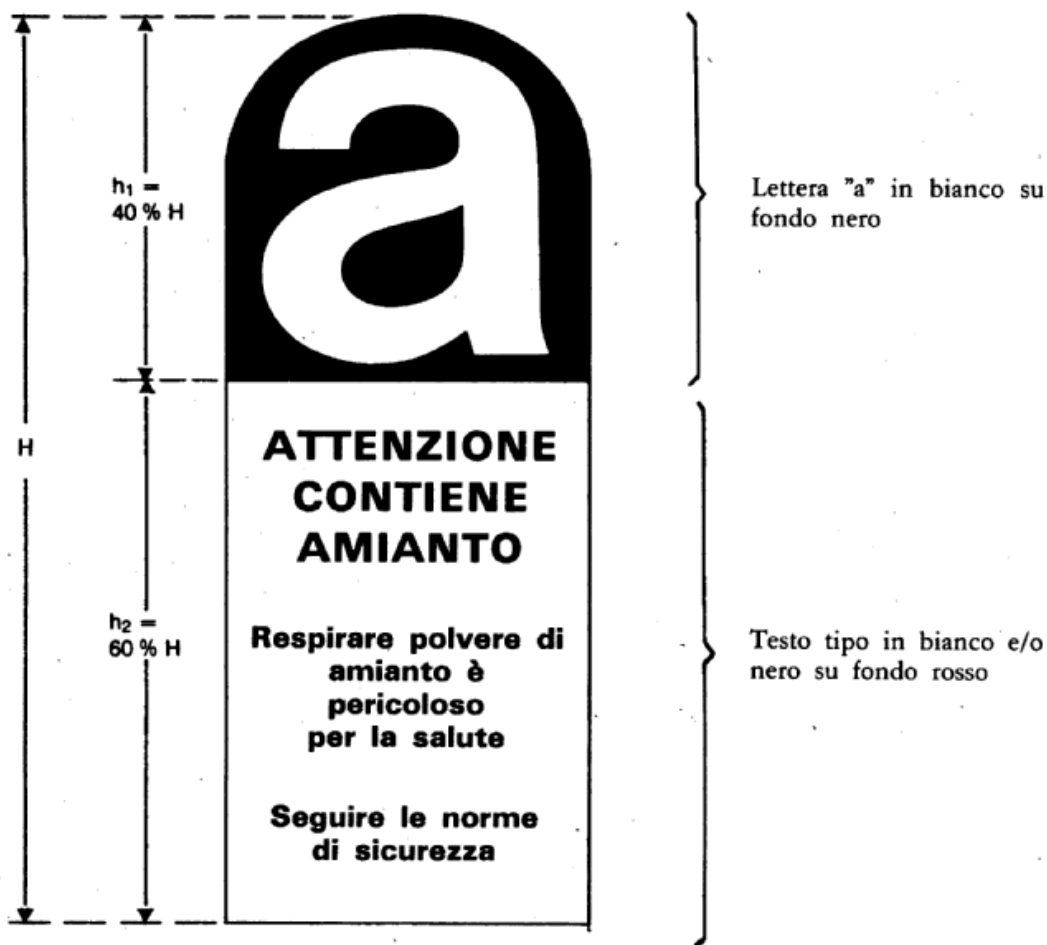 a
h₁ =
40 % H
Lettera "a" in bianco su
fondo nero
H
ATTENZIONE
CONTIENE
AMIANTO
h₂ =
60 % H
Respirare polvere di
amianto è
pericoloso
per la salute
Testo tipo in bianco e/o
nero su fondo rosso
Seguire le norme
di sicurezza